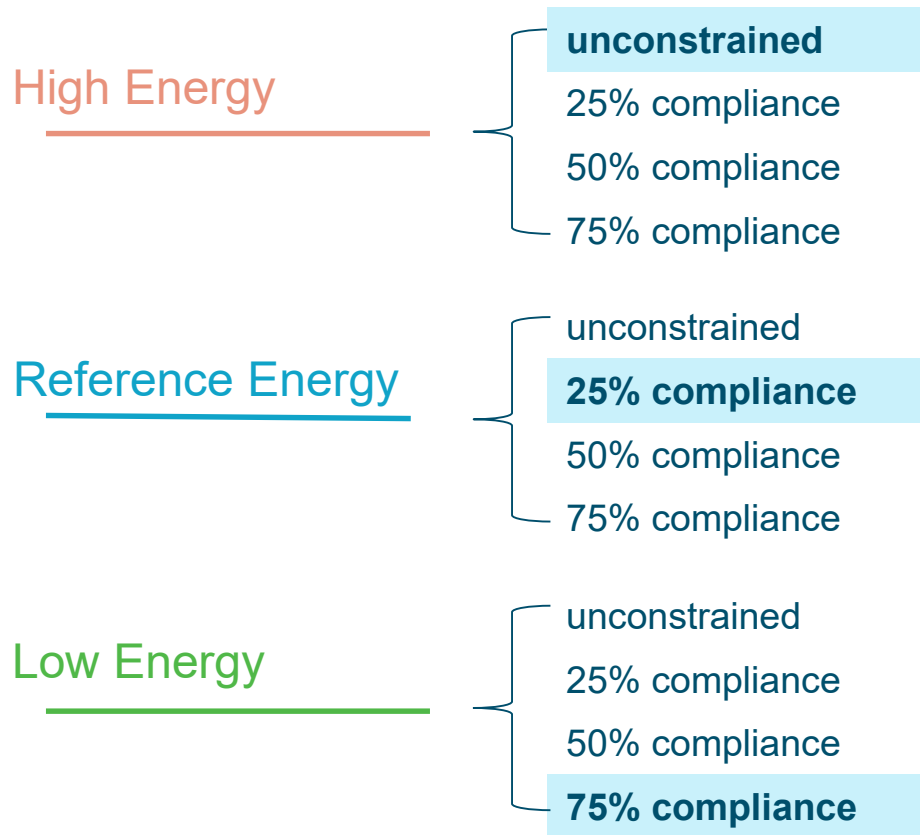 High Energy
unconstrained
25% compliance
50% compliance
75% compliance
Reference Energy
unconstrained
25% compliance
50% compliance
75% compliance
Low Energy
unconstrained
25% compliance
50% compliance
75% compliance